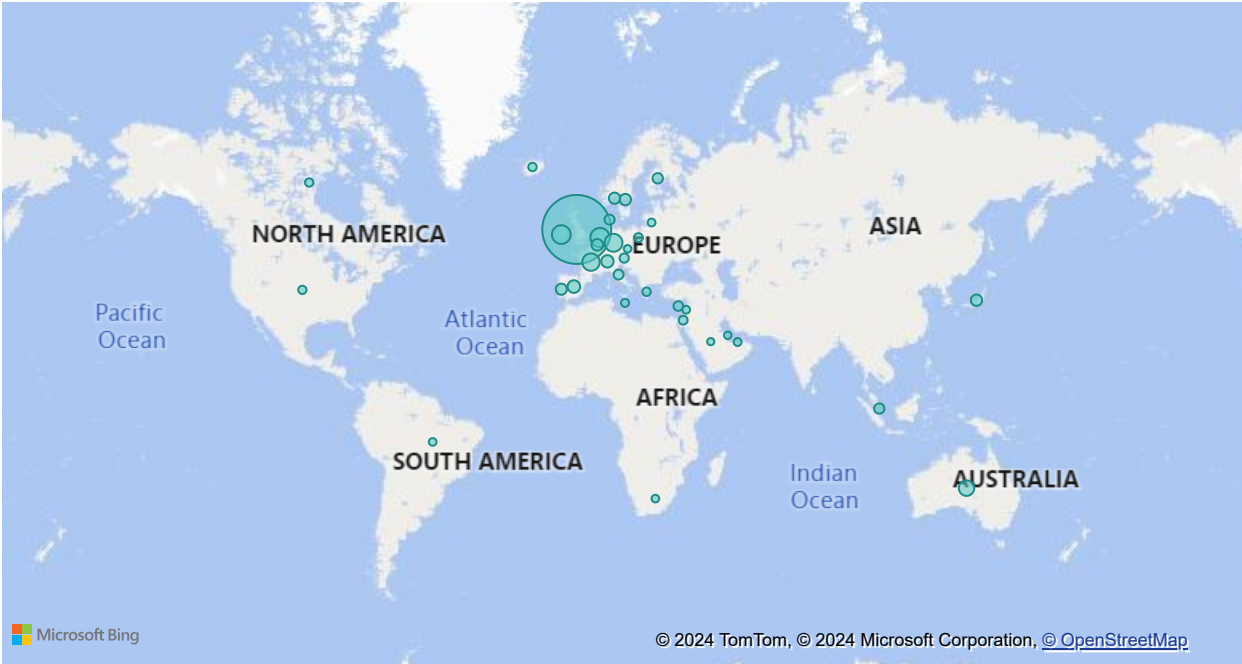 ASIA
NORTH AMERICA
EUROPE
Pacific
Ocean
Atlantic
Ocean
AFRICA
SOUTH AMERICA
Indian
Ocean
AUSTRALIA
Microsoft Bing
© 2024 TomTom, © 2024 Microsoft Corporation, © OpenStreetMap